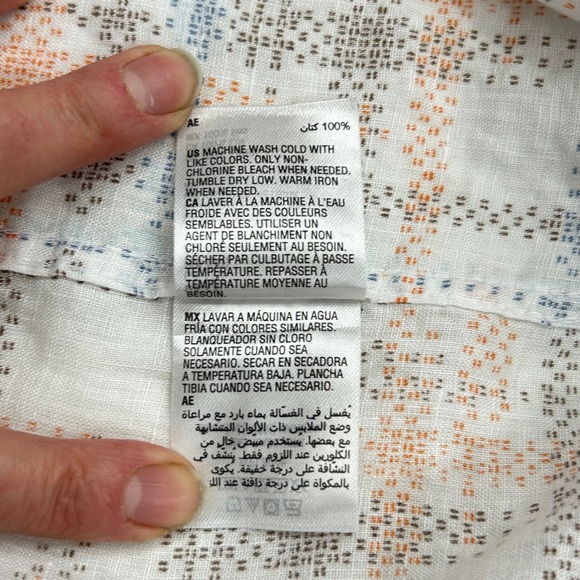 AE
100% كتان
US MACHINE WASH COLD WITH
LIKE COLORS. ONLY NON-
CHLORINE BLEACH WHEN NEEDED.
TUMBLE DRY LOW. WARM IRON
WHEN NEEDED.
CA LAVER À LA MACHINE À L'EAU
FROIDE AVEC DES COULEURS
SEMBLABLES. UTILISER UN
AGENT DE BLANCHIMENT NON
CHLORÉ SEULEMENT AU BESOIN.
SÉCHER PAR CULBUTAGE À BASSE
TEMPÉRATURE. REPASSER À
TEMPÉRATURE MOYENNE AU
BESOIN.
MX LAVAR A MÁQUINA EN AGUA
FRÍA CON COLORES SIMILARES.
BLANQUEADOR SIN CLORO
SOLAMENTE CUANDO SEA
NECESARIO. SECAR EN SECADORA
A TEMPERATURA BAJA. PLANCHA
TIBIA CUANDO SEA NECESARIO.
AE
يُغسل في الغسّالة بماء بارد مع مراعاة
وضع الملابس ذات الألوان المتشابهة
مع بعضها. يستخدم مبيض خالٍ من
الكلورين عند اللزوم فقط. ينشّف في
النشّافة على درجة خفيفة. يكوى
بالمكواة على درجة دافئة عند